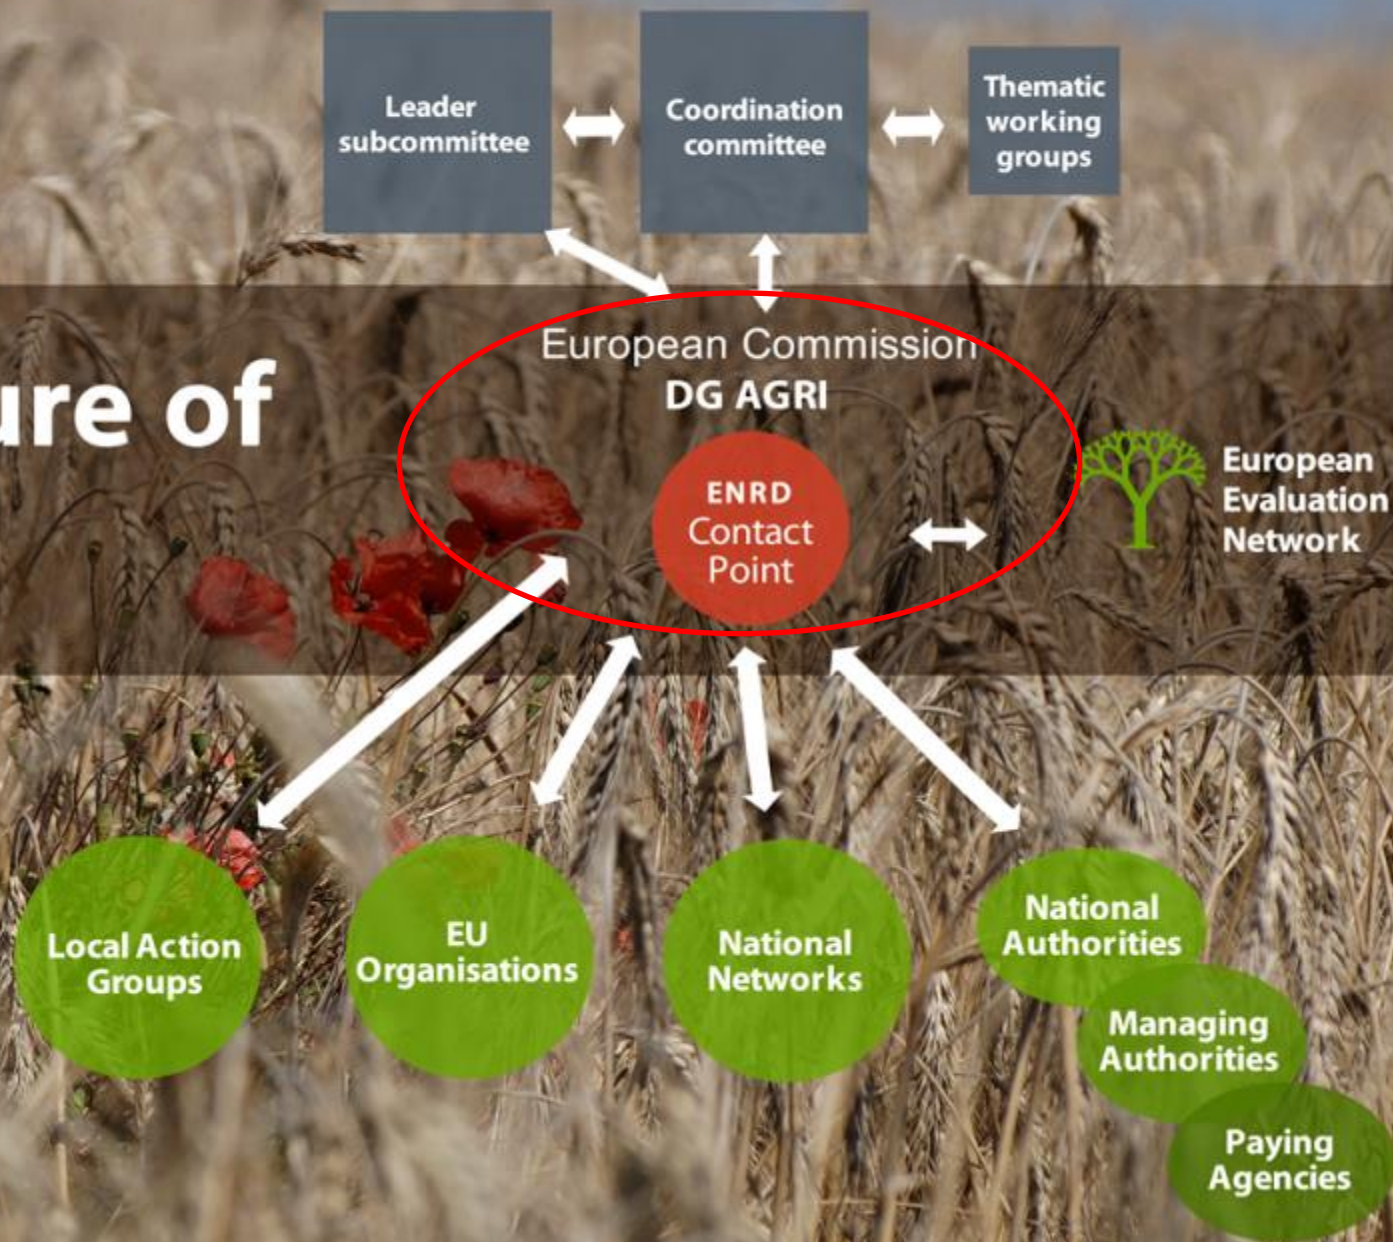 Leader
subcommittee
Coordination
committee
Thematic
working
groups
European Commission
DG AGRI
ure of
ENRD
Contact
Point
European
Evaluation
Network
Local Action
Groups
EU
Organisations
National
Networks
National
Authorities
Managing
Authorities
Paying
Agencies